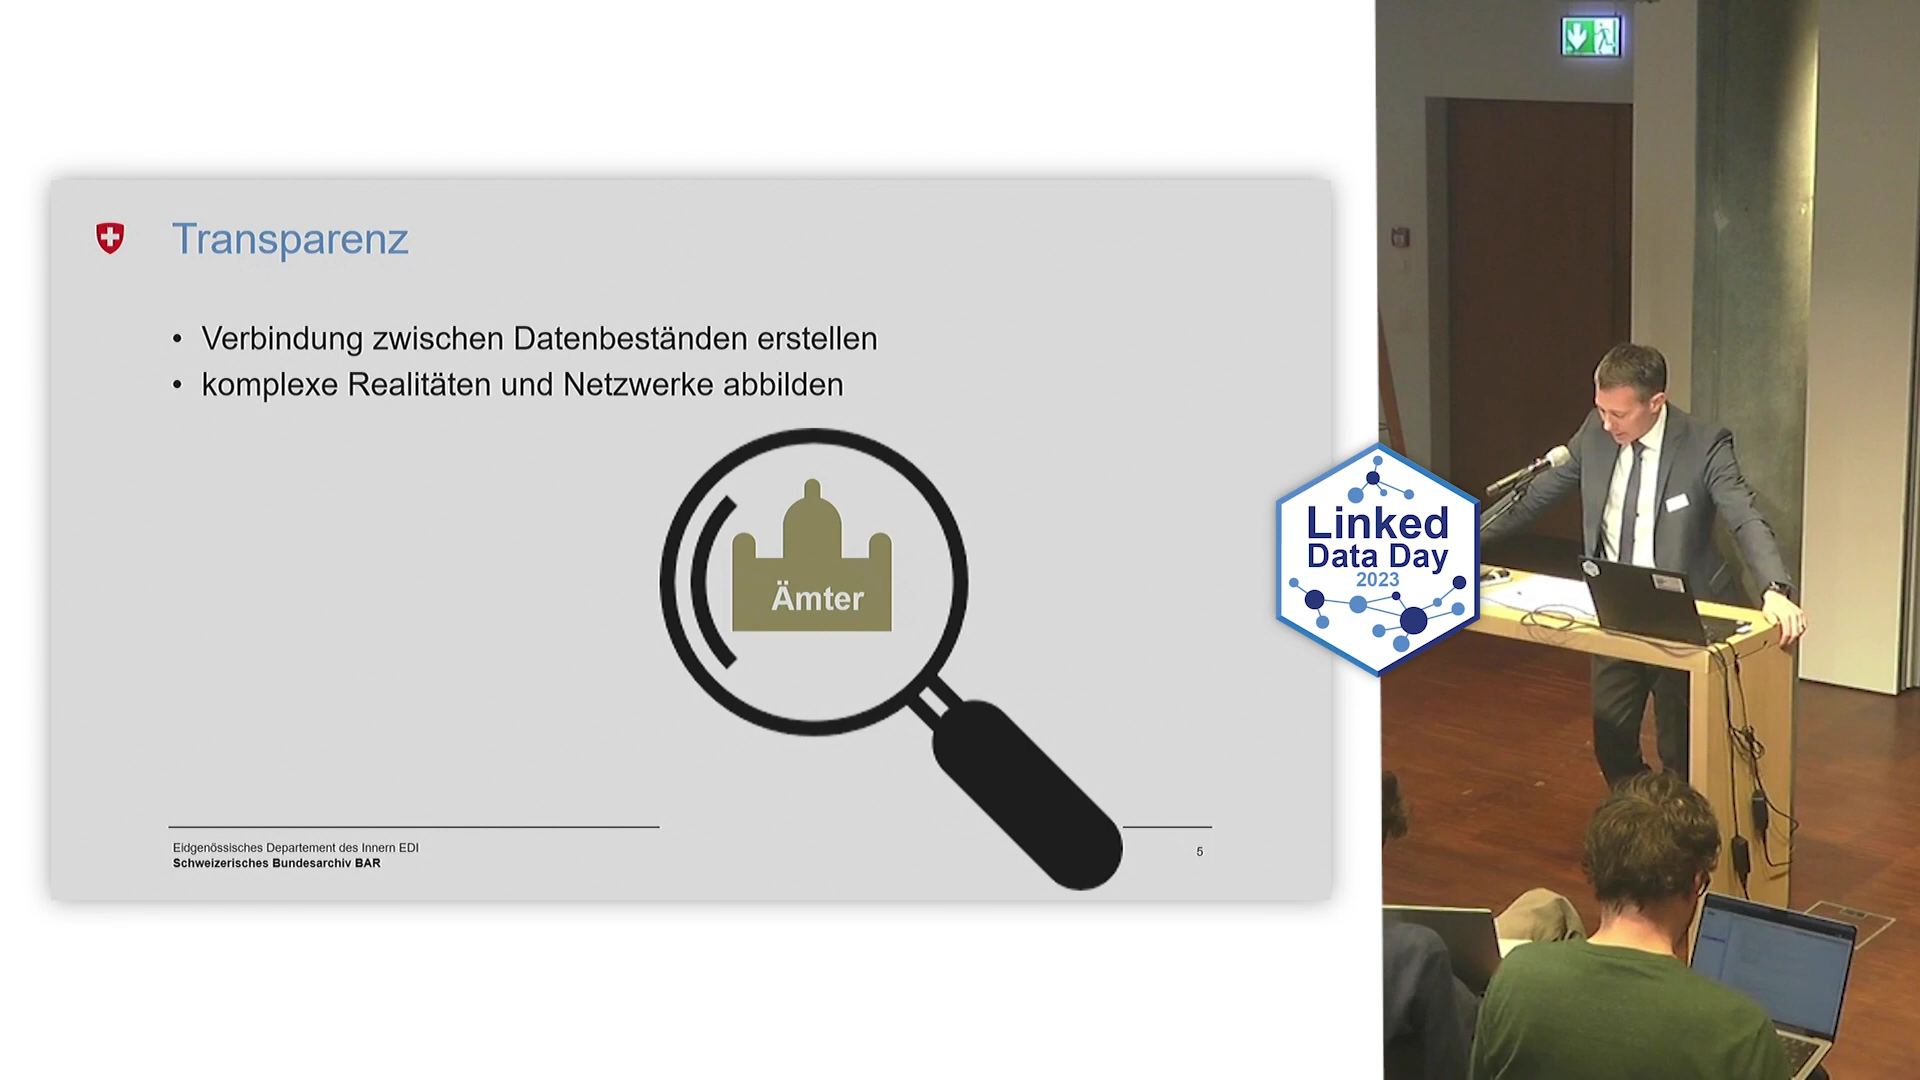 Transparenz
• Verbindung zwischen Datenbeständen erstellen
• komplexe Realitäten und Netzwerke abbilden
Ämter
Eidgenössisches Departement des Innern EDI
Schweizerisches Bundesarchiv BAR
5
Linked
Data Day
2023